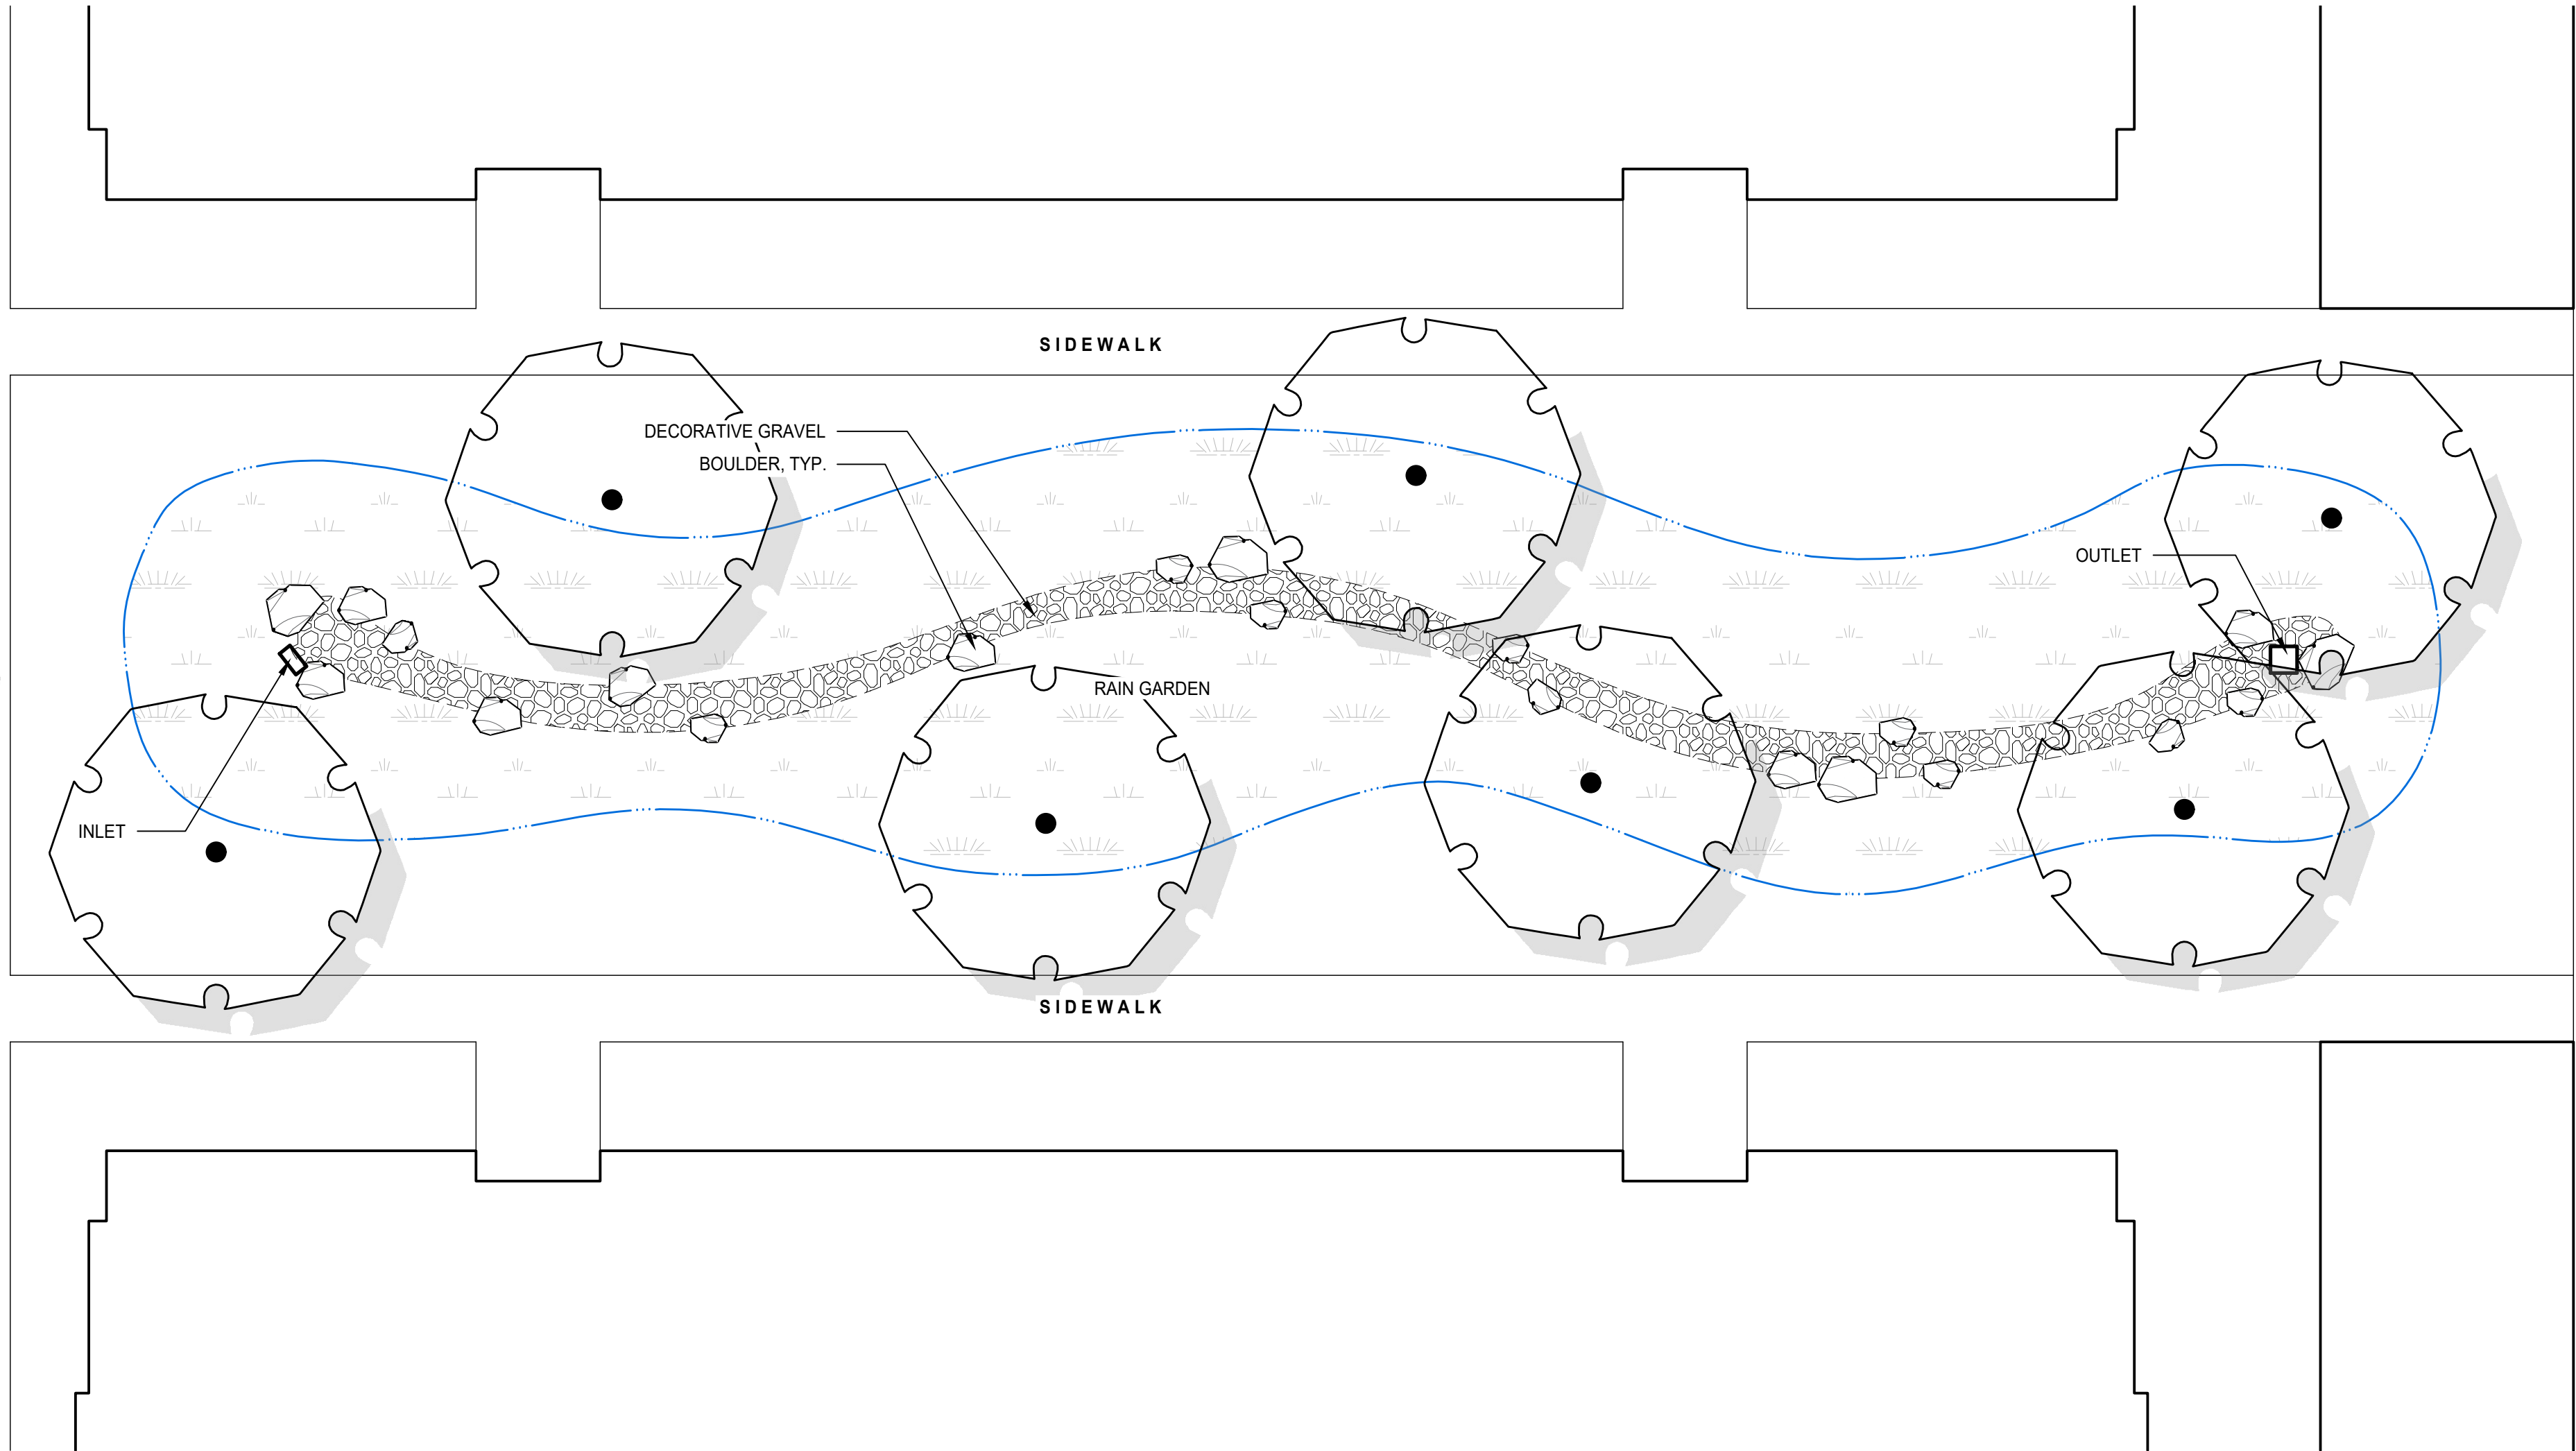 SIDEWALK
DECORATIVE GRAVEL
BOULDER, TYP.
OUTLET
RAIN GARDEN
INLET
SIDEWALK